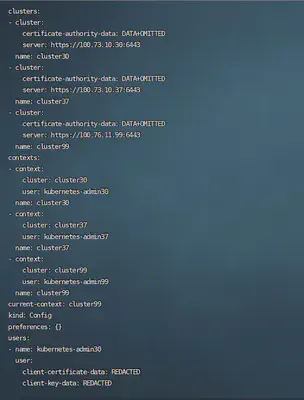 clusters:
- cluster:
    certificate-authority-data: DATA+OMITTED
    server: https://100.73.10.30:6443
  name: cluster30
- cluster:
    certificate-authority-data: DATA+OMITTED
    server: https://100.73.10.37:6443
  name: cluster37
- cluster:
    certificate-authority-data: DATA+OMITTED
    server: https://100.76.11.99:6443
  name: cluster99
contexts:
- context:
    cluster: cluster30
    user: kubernetes-admin30
  name: cluster30
- context:
    cluster: cluster37
    user: kubernetes-admin37
  name: cluster37
- context:
    cluster: cluster99
    user: kubernetes-admin99
  name: cluster99
current-context: cluster99
kind: Config
preferences: {}
users:
- name: kubernetes-admin30
  user:
    client-certificate-data: REDACTED
    client-key-data: REDACTED